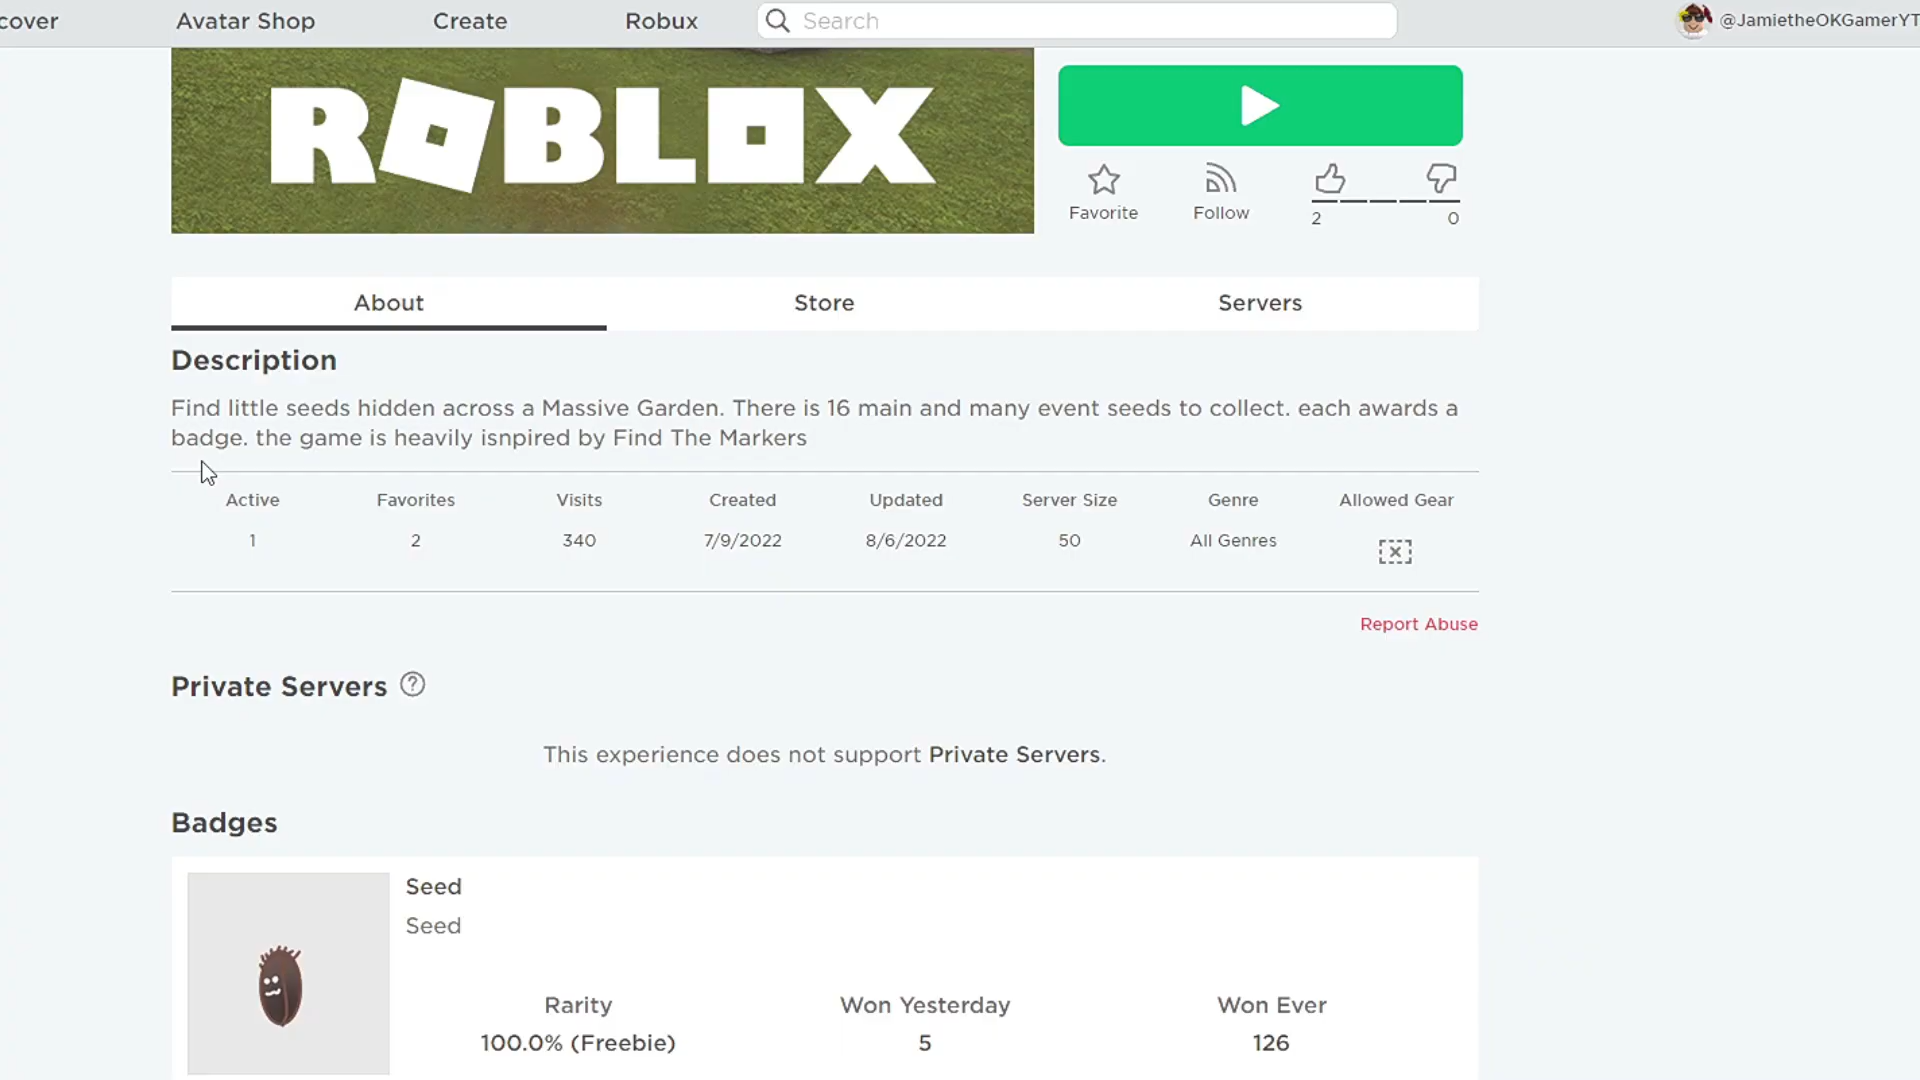 cover Avatar Shop Create Robux Search @JamietheOKGamerYT
ROBLOX
Favorite Follow
2 0
About Store Servers
Description
Find little seeds hidden across a Massive Garden. There is 16 main and many event seeds to collect. each awards a
badge. the game is heavily isnpired by Find The Markers
Active Favorites Visits Created Updated Server Size Genre Allowed Gear
1 2 340 7/9/2022 8/6/2022 50 All Genres
Report Abuse
Private Servers ?
This experience does not support Private Servers.
Badges
Seed
Seed
Rarity Won Yesterday Won Ever
100.0% (Freebie) 5 126